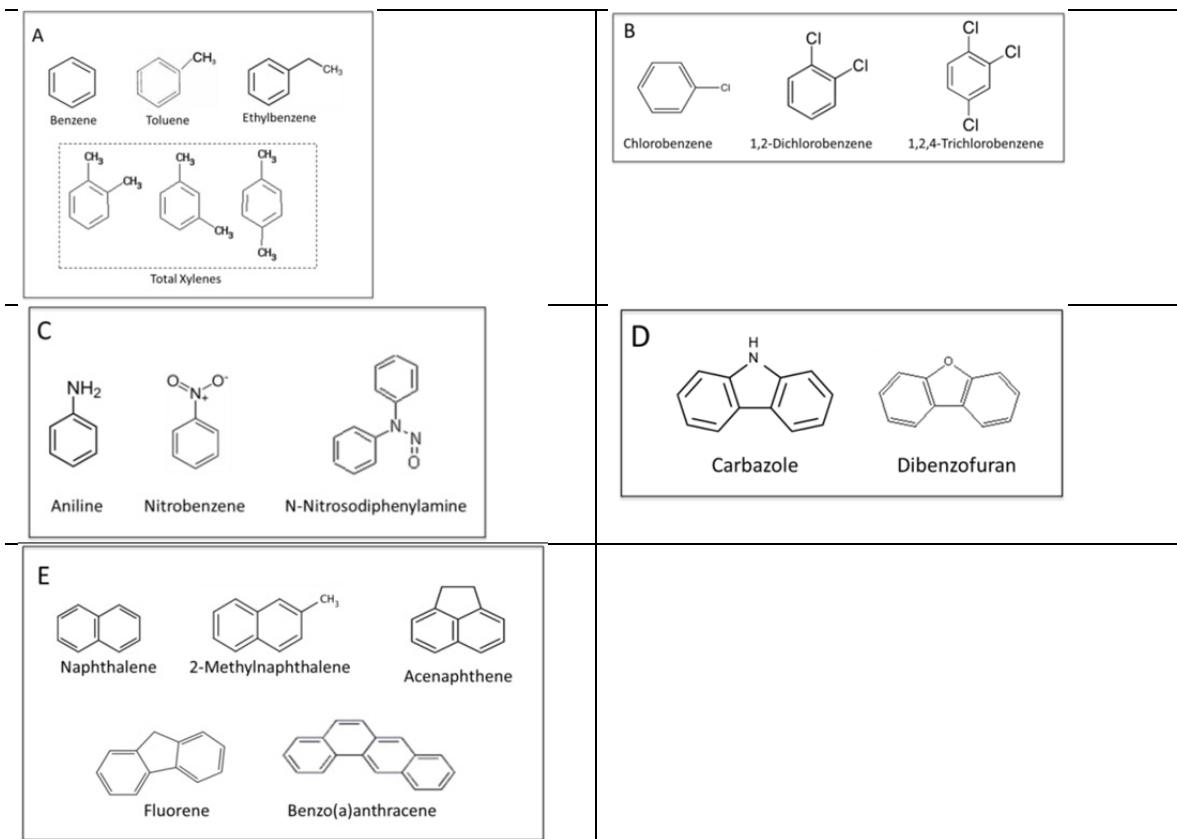 A
CH₃
CH₃
Benzene Toluene Ethylbenzene
CH₃ CH₃ CH₃
CH₃
CH₃
CH₃
Total Xylenes
B
Cl Cl
Cl Cl Cl
Cl
Chlorobenzene 1,2-Dichlorobenzene 1,2,4-Trichlorobenzene
C
NH₂ O N⁺ O⁻
N N
O
Aniline Nitrobenzene N-Nitrosodiphenylamine
D
H
N O
Carbazole Dibenzofuran
E
CH₃
Naphthalene 2-Methylnaphthalene Acenaphthene
Fluorene Benzo(a)anthracene